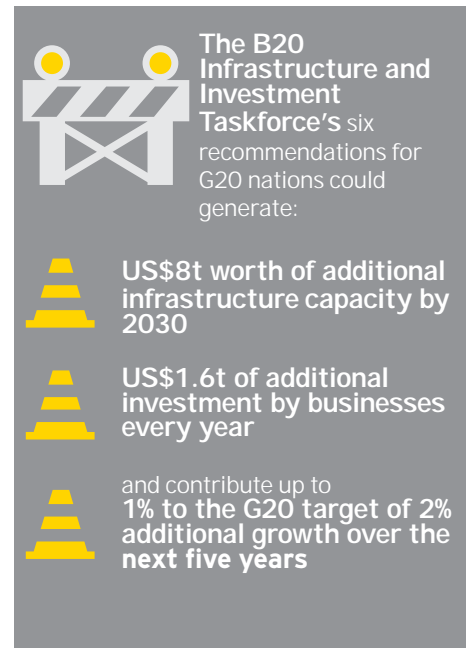 The B20
Infrastructure and
Investment
Taskforce's six
recommendations for
G20 nations could
generate:
US$8t worth of additional
infrastructure capacity by
2030
US$1.6t of additional
investment by businesses
every year
and contribute up to
1% to the G20 target of 2%
additional growth over the
next five years